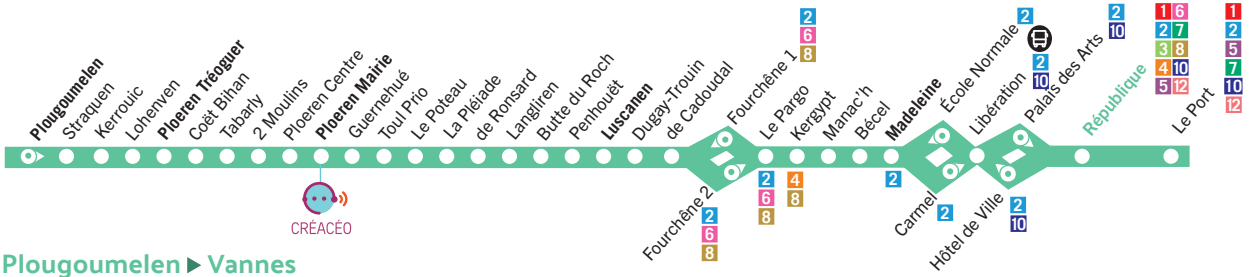 Plougoumelen
Straquen
Kerrouic
Lohenven
Ploeren Tréoguer
Coët Bihan
Tabarly
2 Moulins
Ploeren Centre
Ploeren Mairie
Guernehué
Toul Prio
Le Poteau
La Pléiade
de Ronsard
Langiren
Butte du Roch
Penhouët
Luscanen
Dugay-Trouin
de Cadoudal
Fourchêne 1
2
6
8
Fourchêne 2
2
6
8
Le Pargo
2
6
8
Kergypt
4
8
Manac'h
Bécel
Madeleine
2
École Normale
2
Carmel
2
Libération
2
10
Palais des Arts
2
10
Hôtel de Ville
2
10
République
1 6
2 7
3 8
4 10
5 12
Le Port
1
2
5
7
10
12
CRÉACÉO
Plougoumelen ▶ Vannes